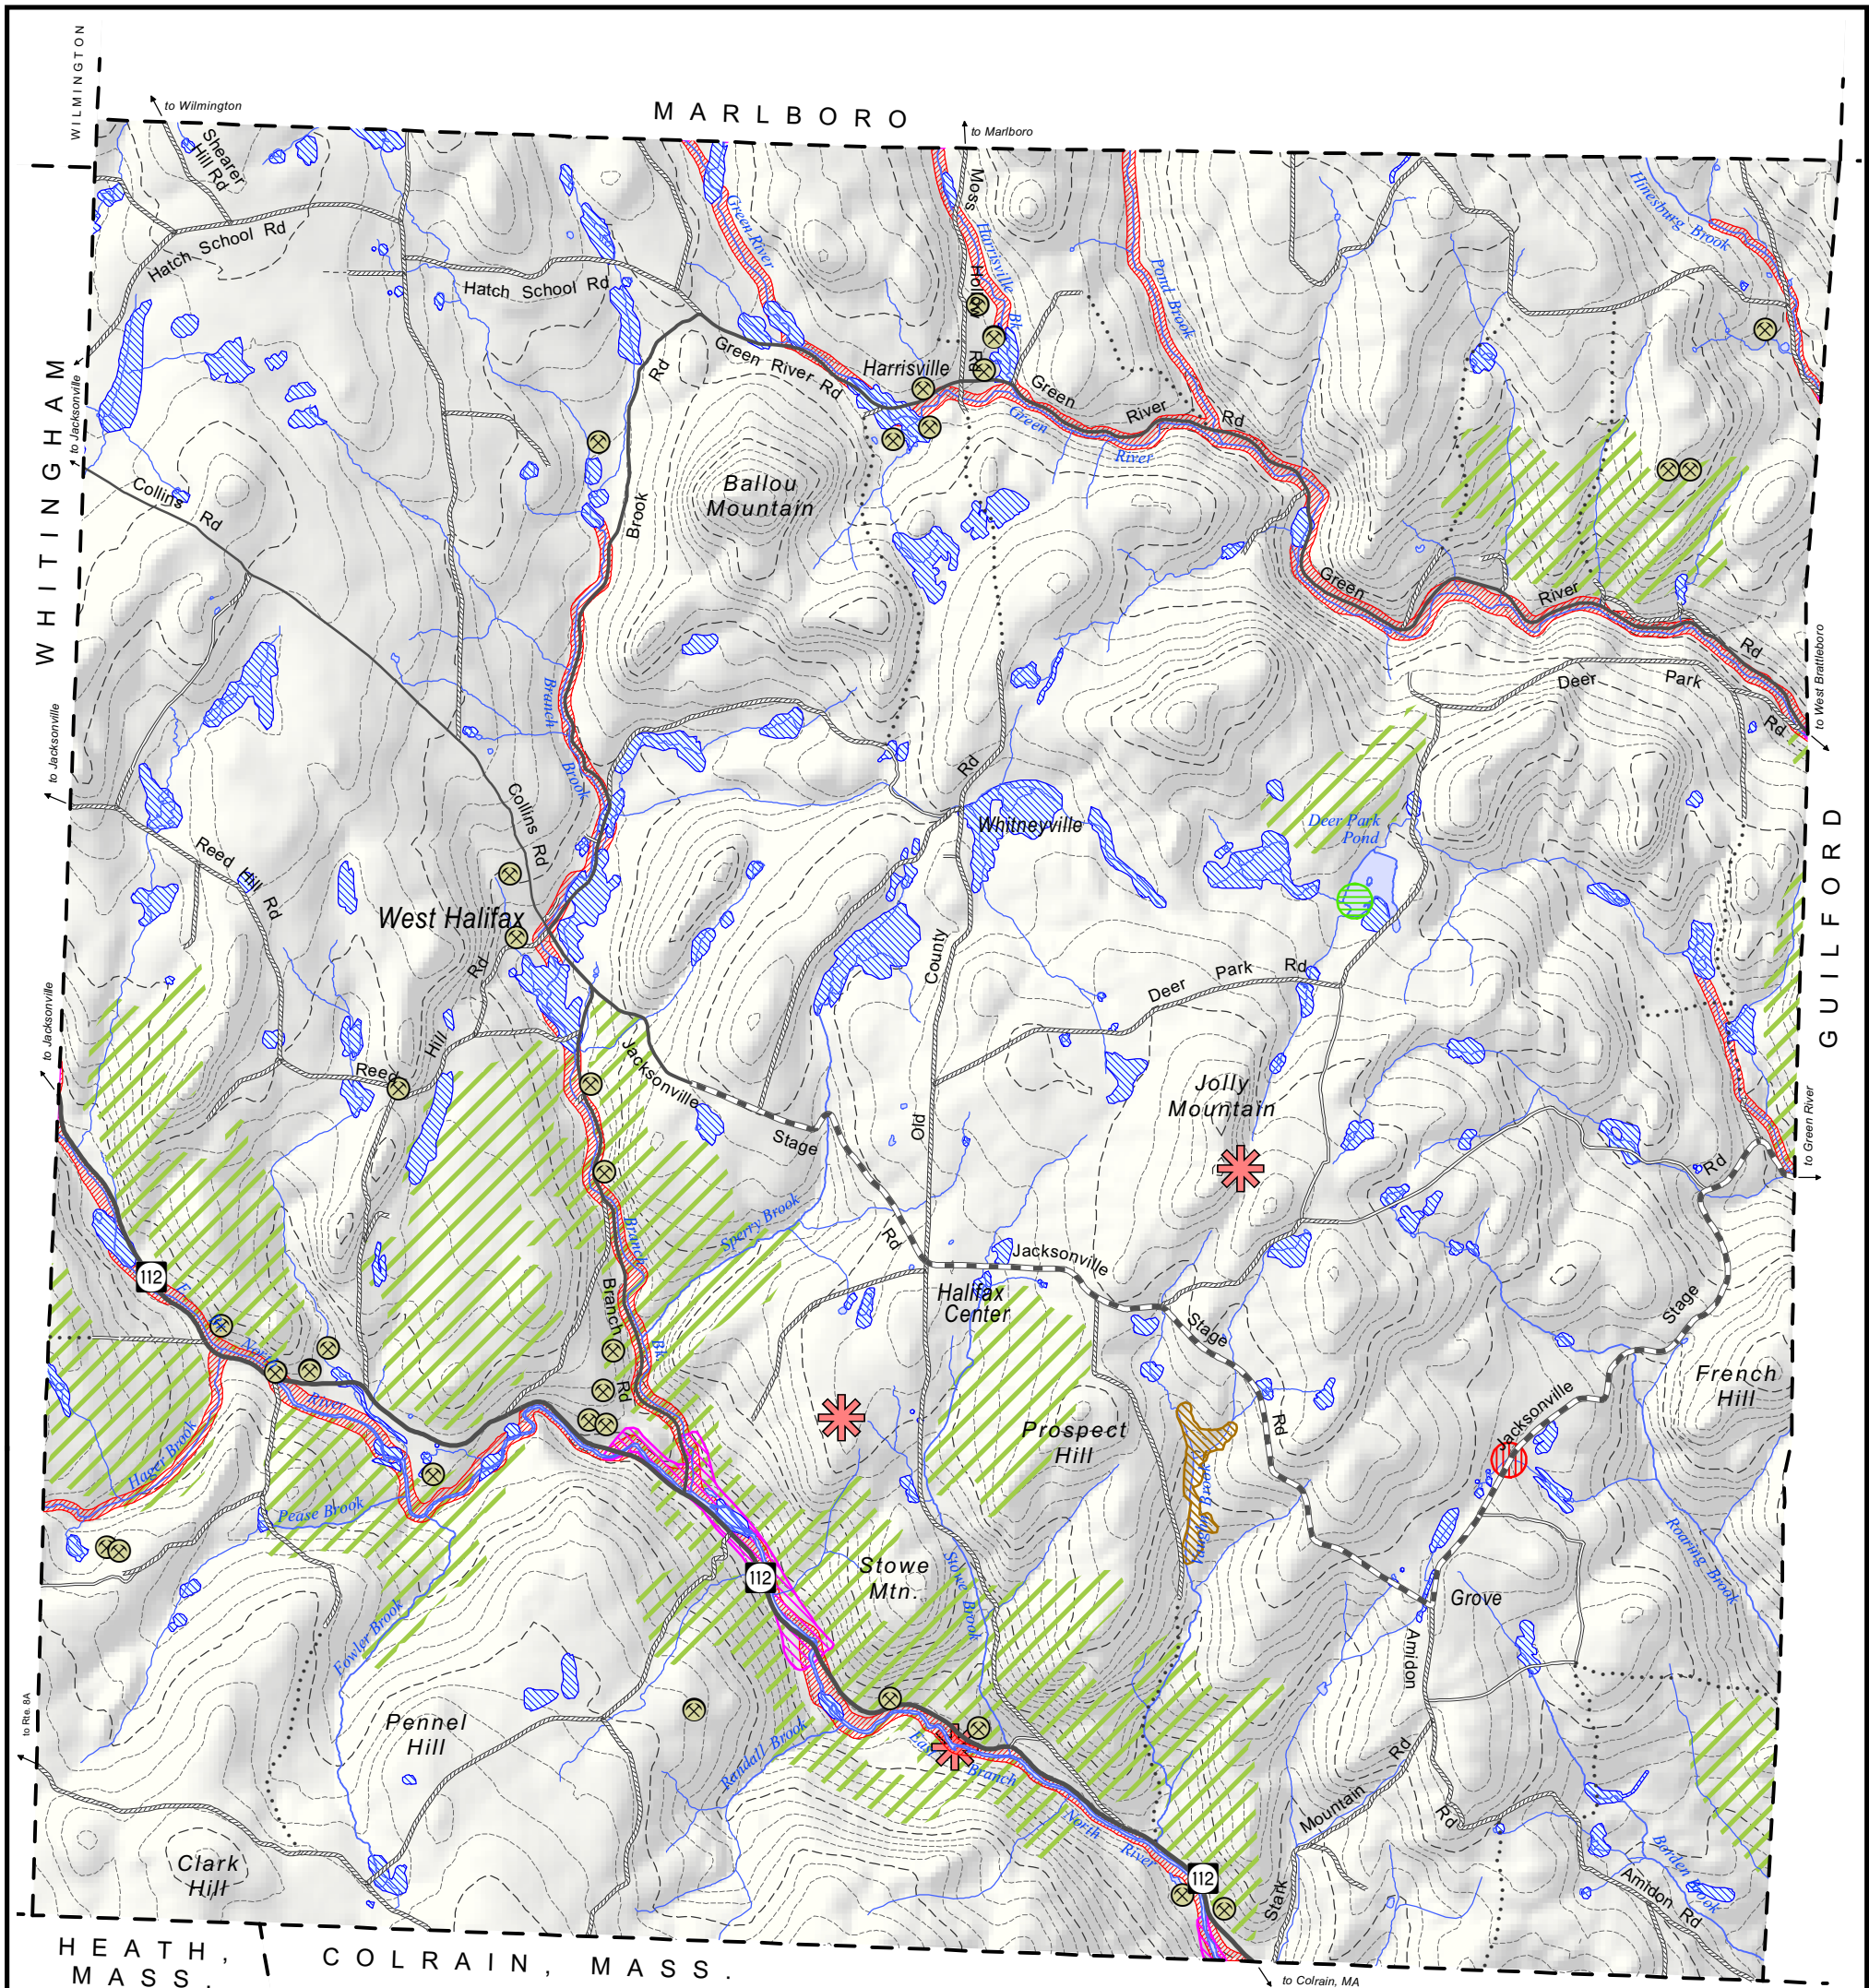 WILMINGTON
to Wilmington
MARLBORO
to Marlboro
Shearer
Hill Rd
Hatch School Rd
Hatch School Rd
Green River
Moss
Hollow
Rd
Harrisville
Bk
Pond Brook
Hinesburg Brook
WHITINGHAM
to Jacksonville
Green River Rd
Harrisville
Green
River
Rd
Green
River
Rd
Brook
Collins Rd
Ballou
Mountain
Green
River
Rd
Deer
Park
Rd
to West Brattleboro
to Jacksonville
Branch
Brook
Collins Rd
Rd
Whitneyville
Deer Park
Pond
GUILFORD
Reed
Hill
Rd
West Halifax
Rd
Hill
Reed
County
Old
Deer
Park
Rd
to Jacksonville
Jacksonville
Stage
Rd
Jolly
Mountain
to Green River
Rd
Stage
Jacksonville
Sperry Brook
Branch
Bk
Branch
Rd
112
E
Br
North
River
Halifax
Center
Jacksonville
Stage
Rd
French
Hill
Prospect
Hill
Hager Brook
Pease Brook
Vaughn Brook
Roaring Brook
112
Stowe
Mtn.
Stowe Brook
Grove
Amidon
Rd
Fowler Brook
to Rte. 8A
Pennel
Hill
Randall Brook
East
Branch
North
River
Mountain
Rd
Stark
Borden Brook
Amidon Rd
Clark
Hill
112
HEATH,
MASS.
COLRAIN, MASS.
to Colrain, MA
to Jacksonville